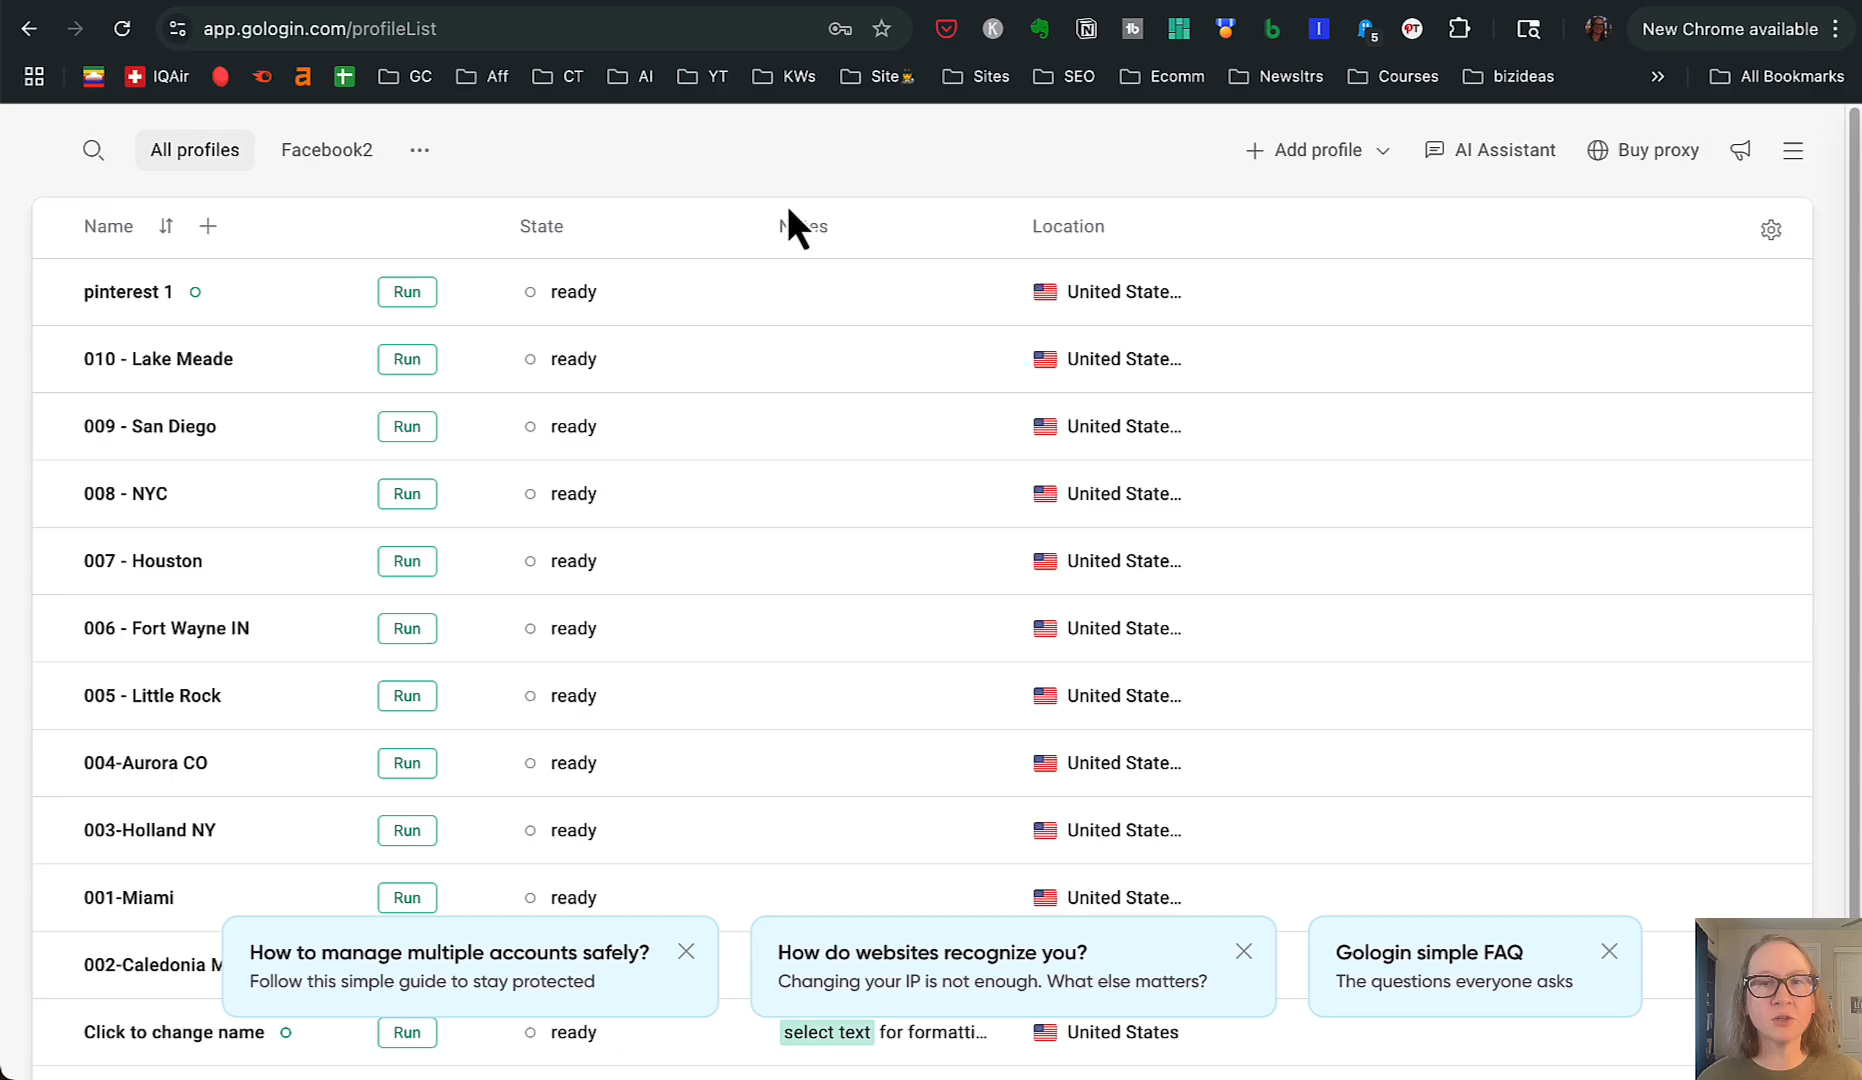 app.gologin.com/profileList
5
New Chrome available
IQAir
GC
Aff
CT
AI
YT
KWs
Site
Sites
SEO
Ecomm
Newsltrs
Courses
bizideas
All Bookmarks
All profiles
Facebook2
Add profile
AI Assistant
Buy proxy
Name
State
Location
pinterest 1
Run
ready
United State...
010 - Lake Meade
Run
ready
United State...
009 - San Diego
Run
ready
United State...
008 - NYC
Run
ready
United State...
007 - Houston
Run
ready
United State...
006 - Fort Wayne IN
Run
ready
United State...
005 - Little Rock
Run
ready
United State...
004-Aurora CO
Run
ready
United State...
003-Holland NY
Run
ready
United State...
001-Miami
Run
ready
United State...
002-Caledonia
How to manage multiple accounts safely?
Follow this simple guide to stay protected
How do websites recognize you?
Changing your IP is not enough. What else matters?
Gologin simple FAQ
The questions everyone asks
Click to change name
Run
ready
select text for formatti...
United States